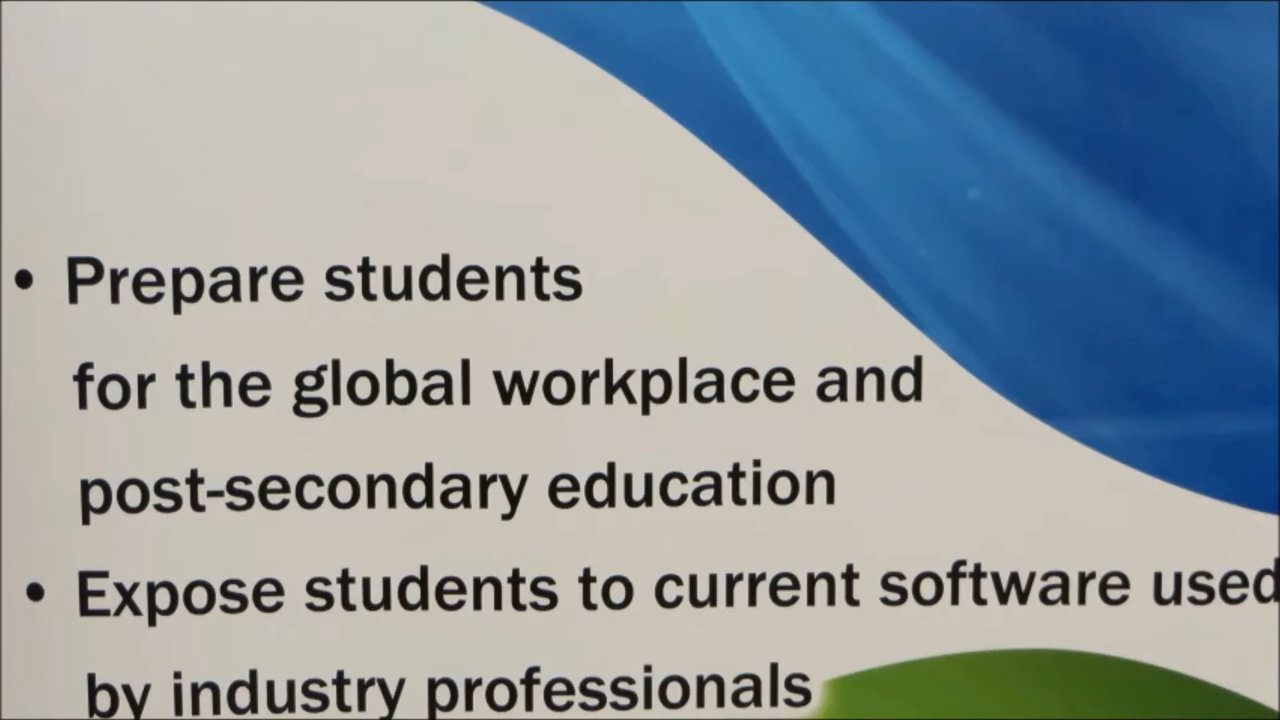 • Prepare students
for the global workplace and
post-secondary education
• Expose students to current software used
by industry professionals